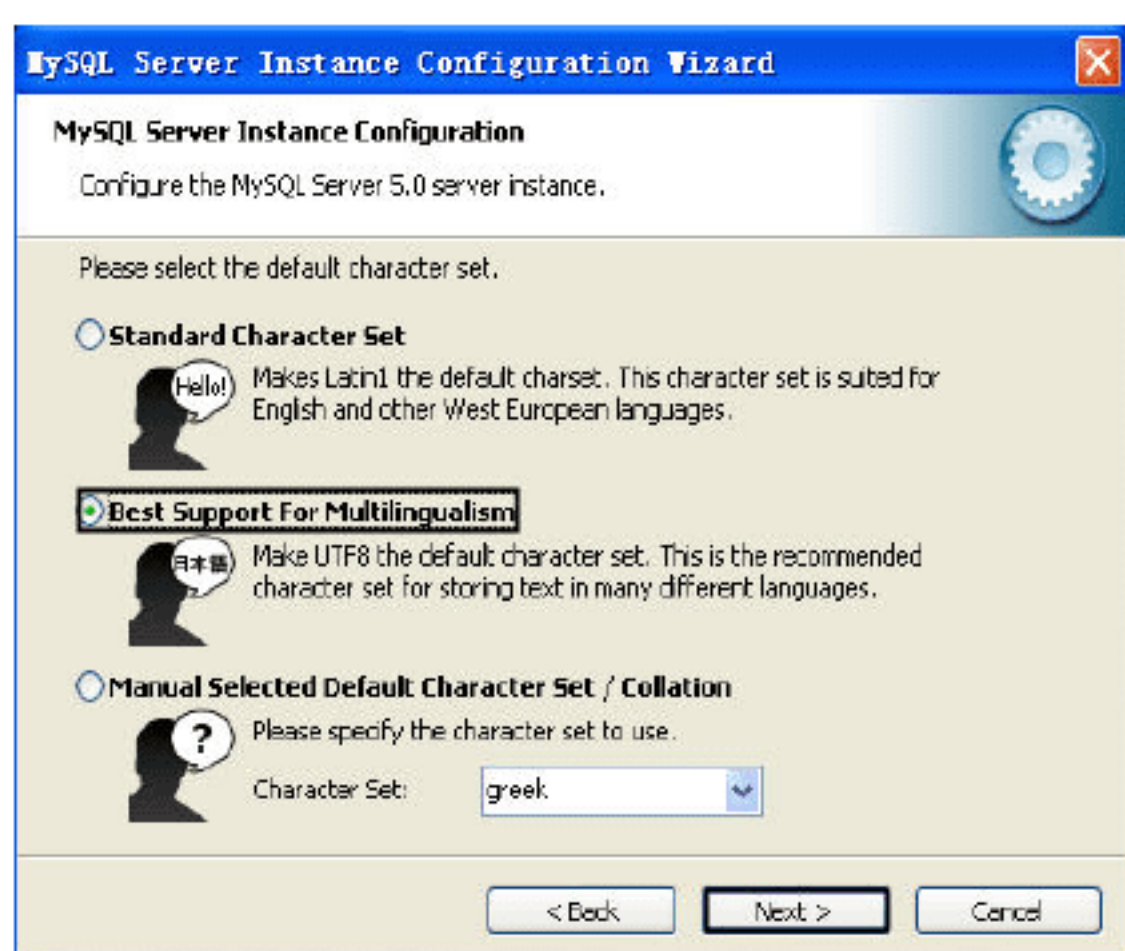 MySQL Server Instance Configuration Wizard
MySQL Server Instance Configuration
Configure the MySQL Server 5.0 server instance.
Please select the default character set.
Standard Character Set
Hello!
Makes Latin1 the default charset. This character set is suited for
English and other West European languages.
Best Support For Multilingualism
日本語
Make UTF8 the default character set. This is the recommended
character set for storing text in many different languages.
Manual Selected Default Character Set / Collation
?
Please specify the character set to use.
Character Set: greek
< Back Next > Cancel